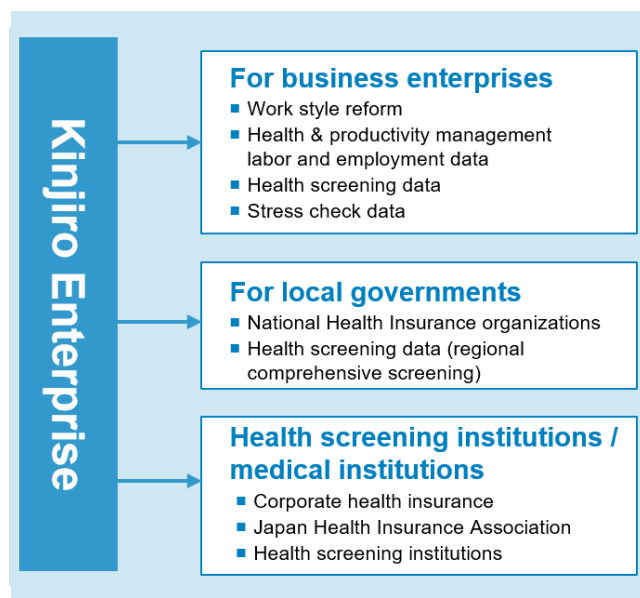 Kinjiro Enterprise
For business enterprises
■ Work style reform
■ Health & productivity management
labor and employment data
■ Health screening data
■ Stress check data
For local governments
■ National Health Insurance organizations
■ Health screening data (regional
comprehensive screening)
Health screening institutions /
medical institutions
■ Corporate health insurance
■ Japan Health Insurance Association
■ Health screening institutions